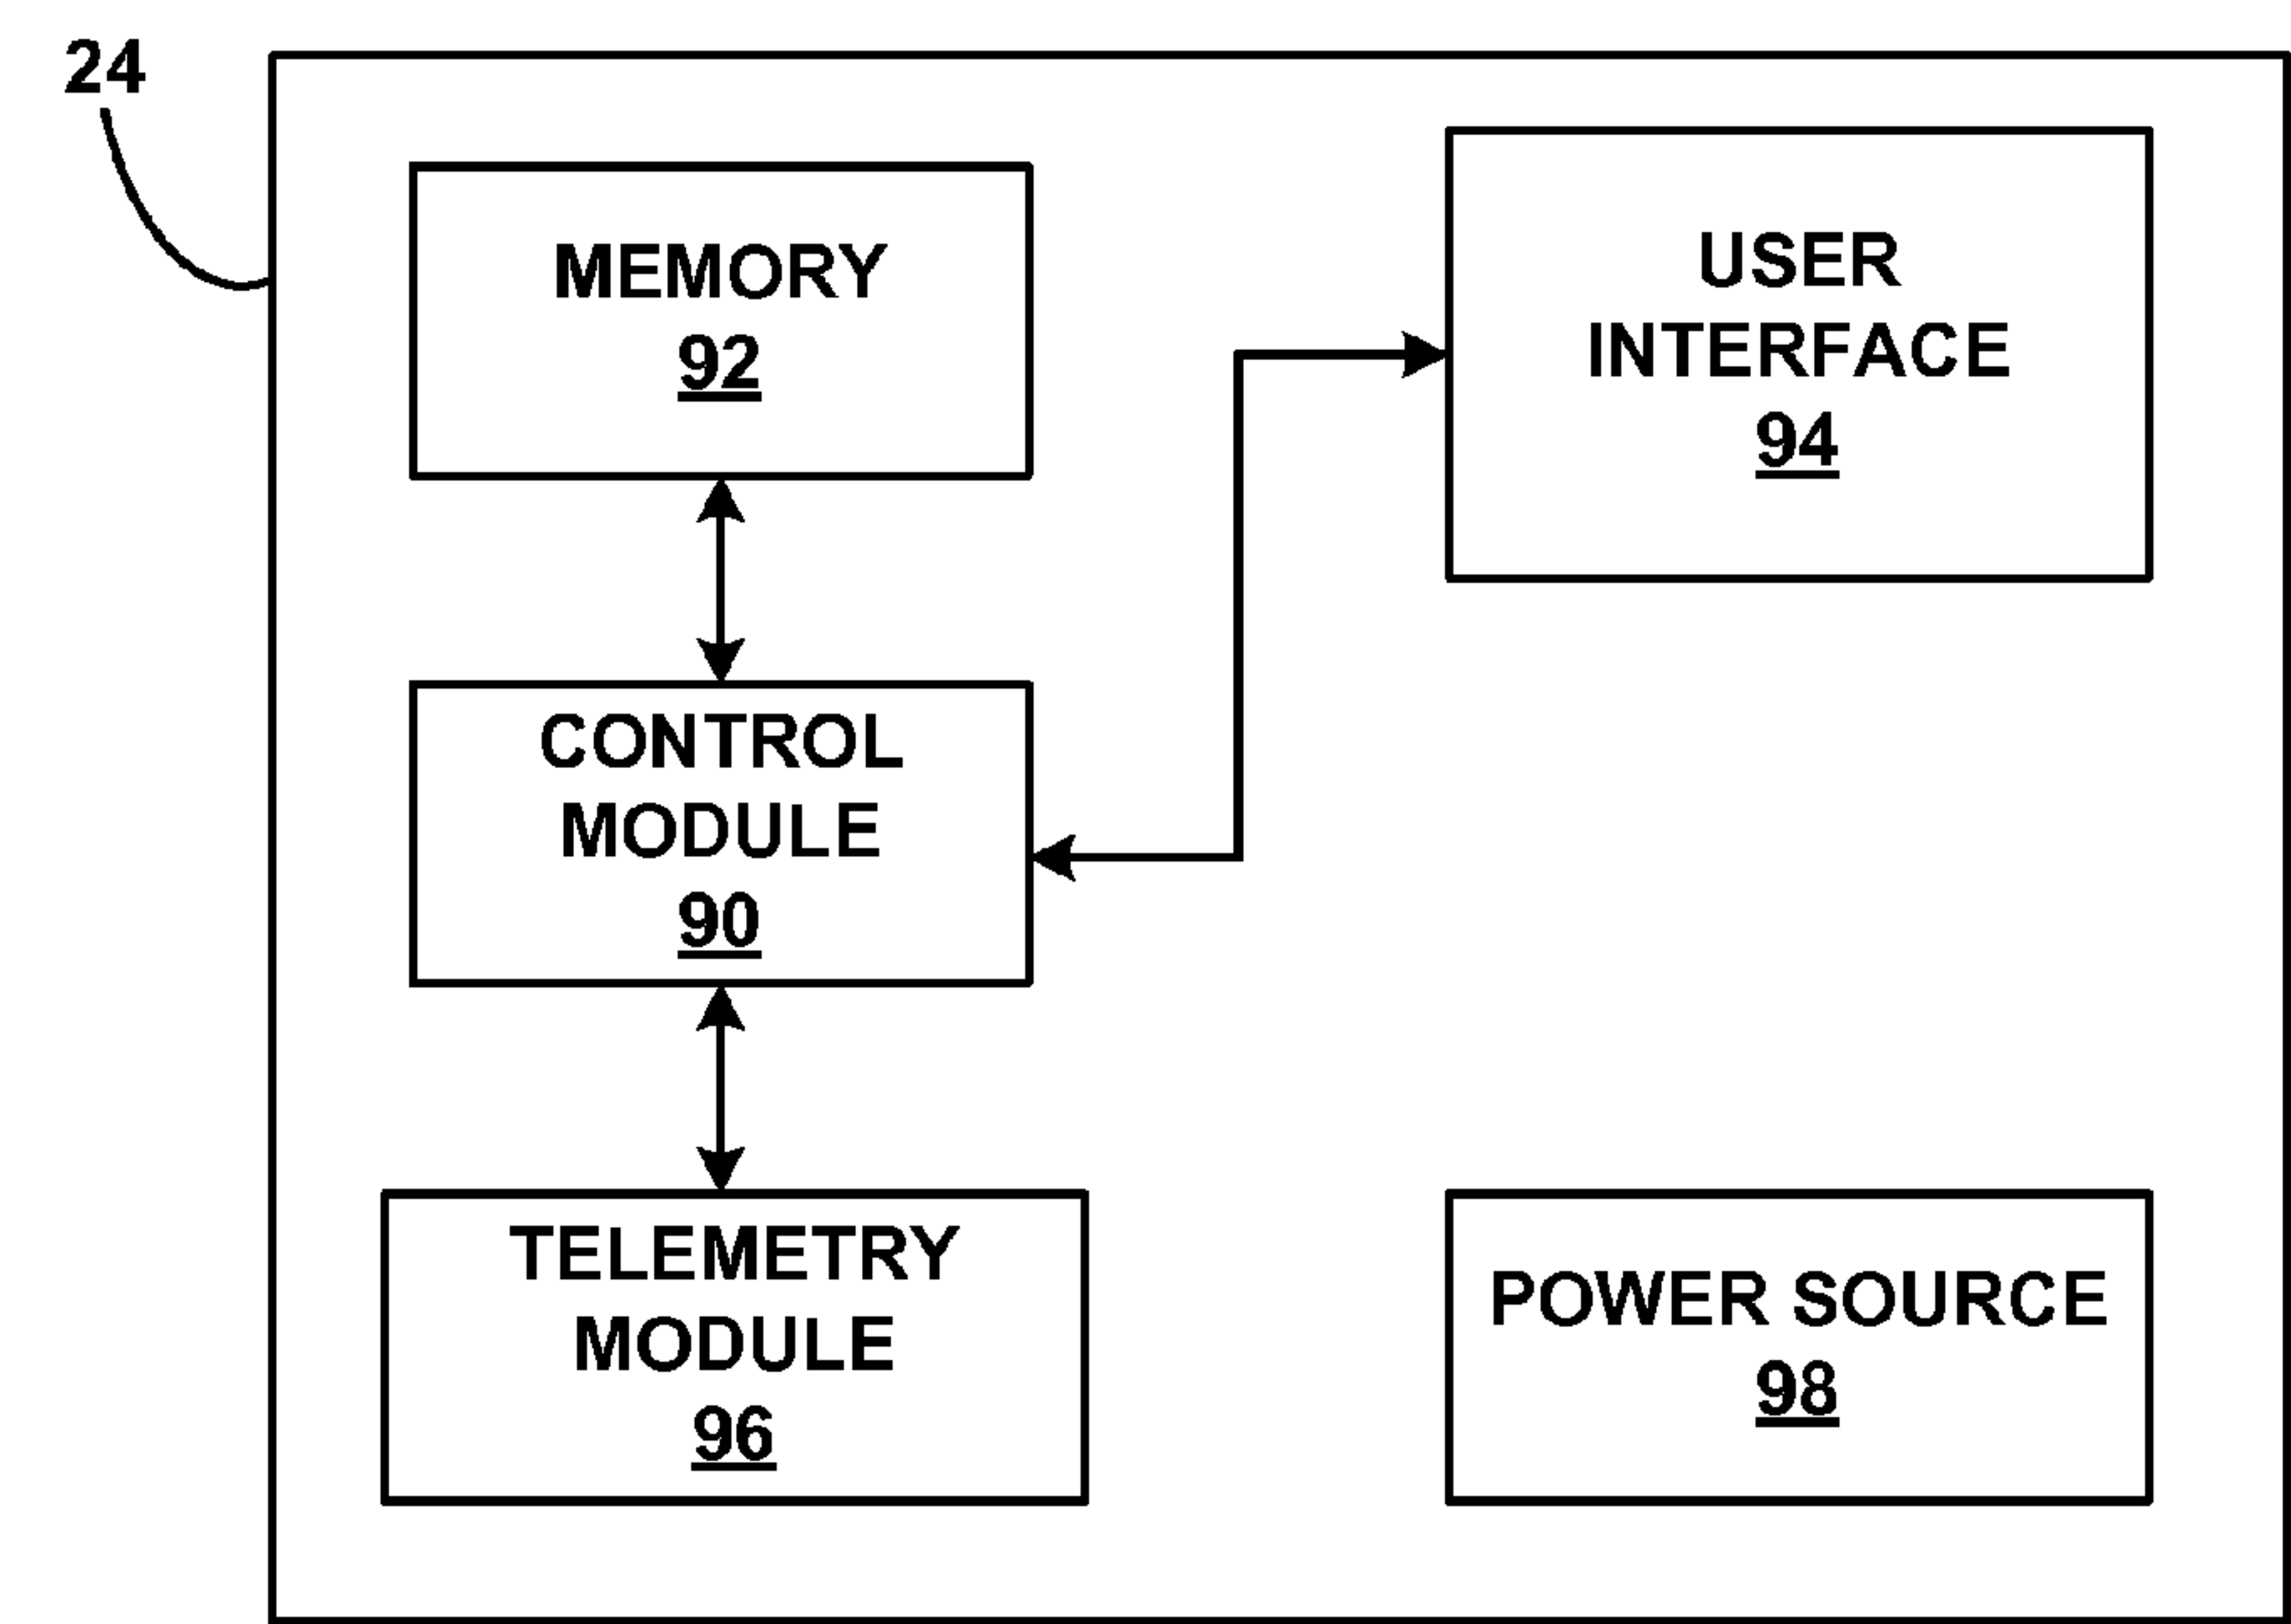 24
MEMORY
92
USER
INTERFACE
94
CONTROL
MODULE
90
TELEMETRY
MODULE
96
POWER SOURCE
98